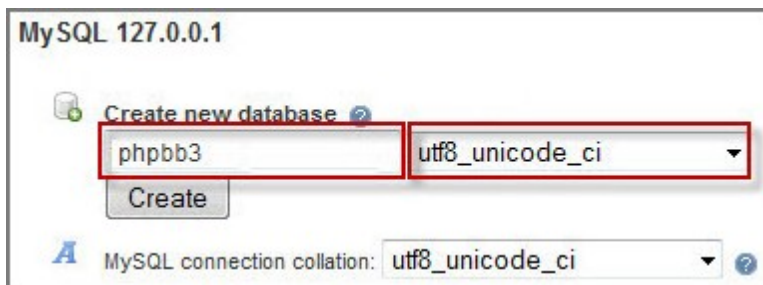 MySQL 127.0.0.1
Create new database
phpbb3 utf8_unicode_ci
Create
MySQL connection collation: utf8_unicode_ci